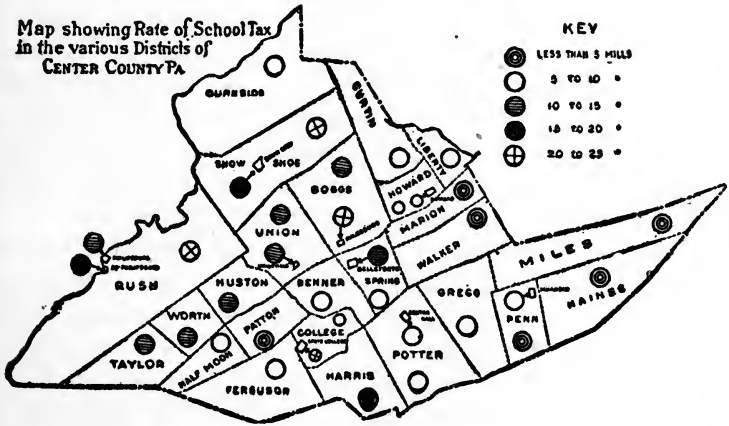 Map showing Rate of School Tax
in the various Districts of
CENTER COUNTY PA
KEY
LESS THAN 5 MILLS
5 TO 10 "
10 TO 15 "
15 TO 20 "
20 TO 25 "
BURNSIDE
CURTIN
LIBERTY
SNOW SHOE
HOWARD
BOGGS
MARION
UNION
WALKER
MILES
RUSH
HUSTON
BENNER
SPRING
BELLEFONTE
GREGG
HAINES
PENN
WORTH
PATTON
COLLEGE
STATE COLLEGE
POTTER
TAYLOR
HALF MOON
FERGUSON
HARRIS